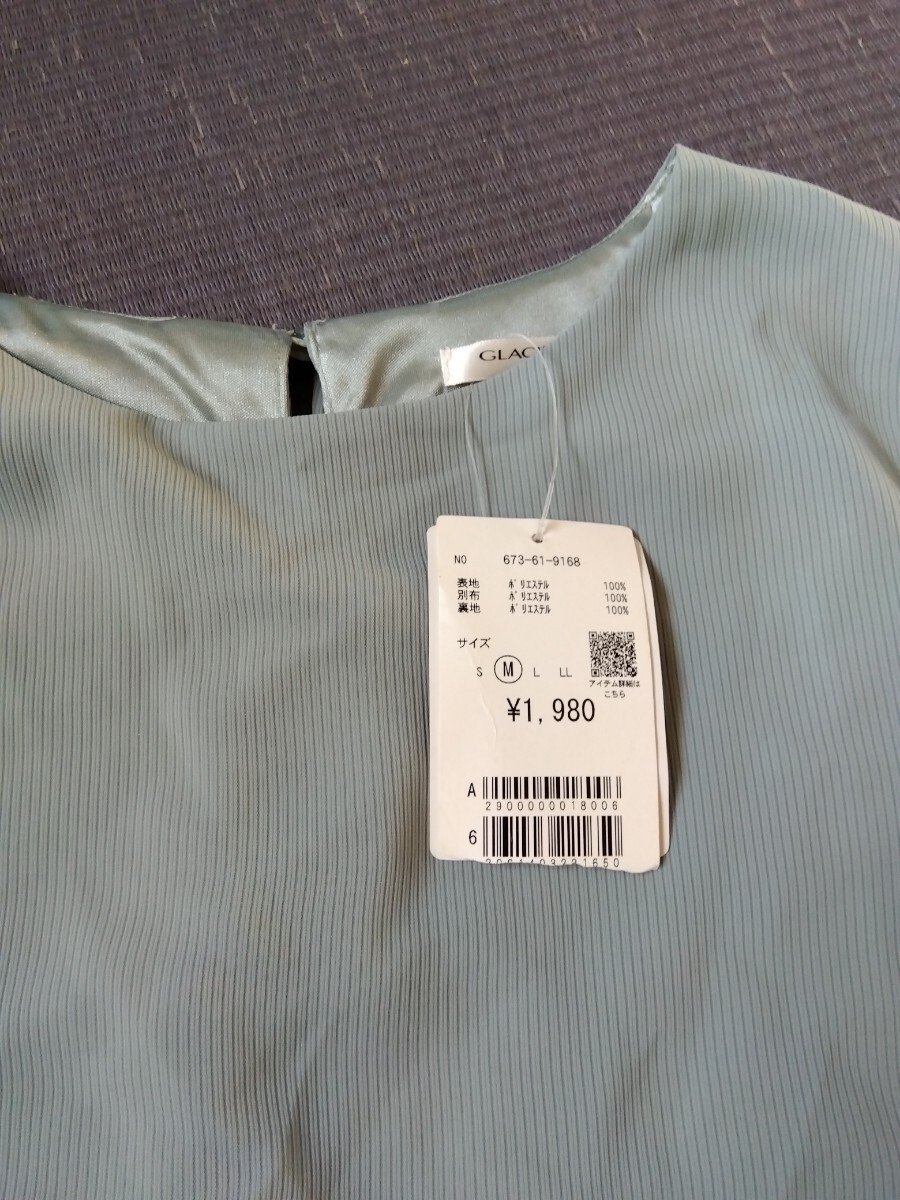 GLAC
NO 673-61-9168
表地 ポリエステル 100%
別布 ポリエステル 100%
裏地 ポリエステル 100%
サイズ
S M L LL
アイテム詳細は
こちら
¥1,980
A
2900000018006
6